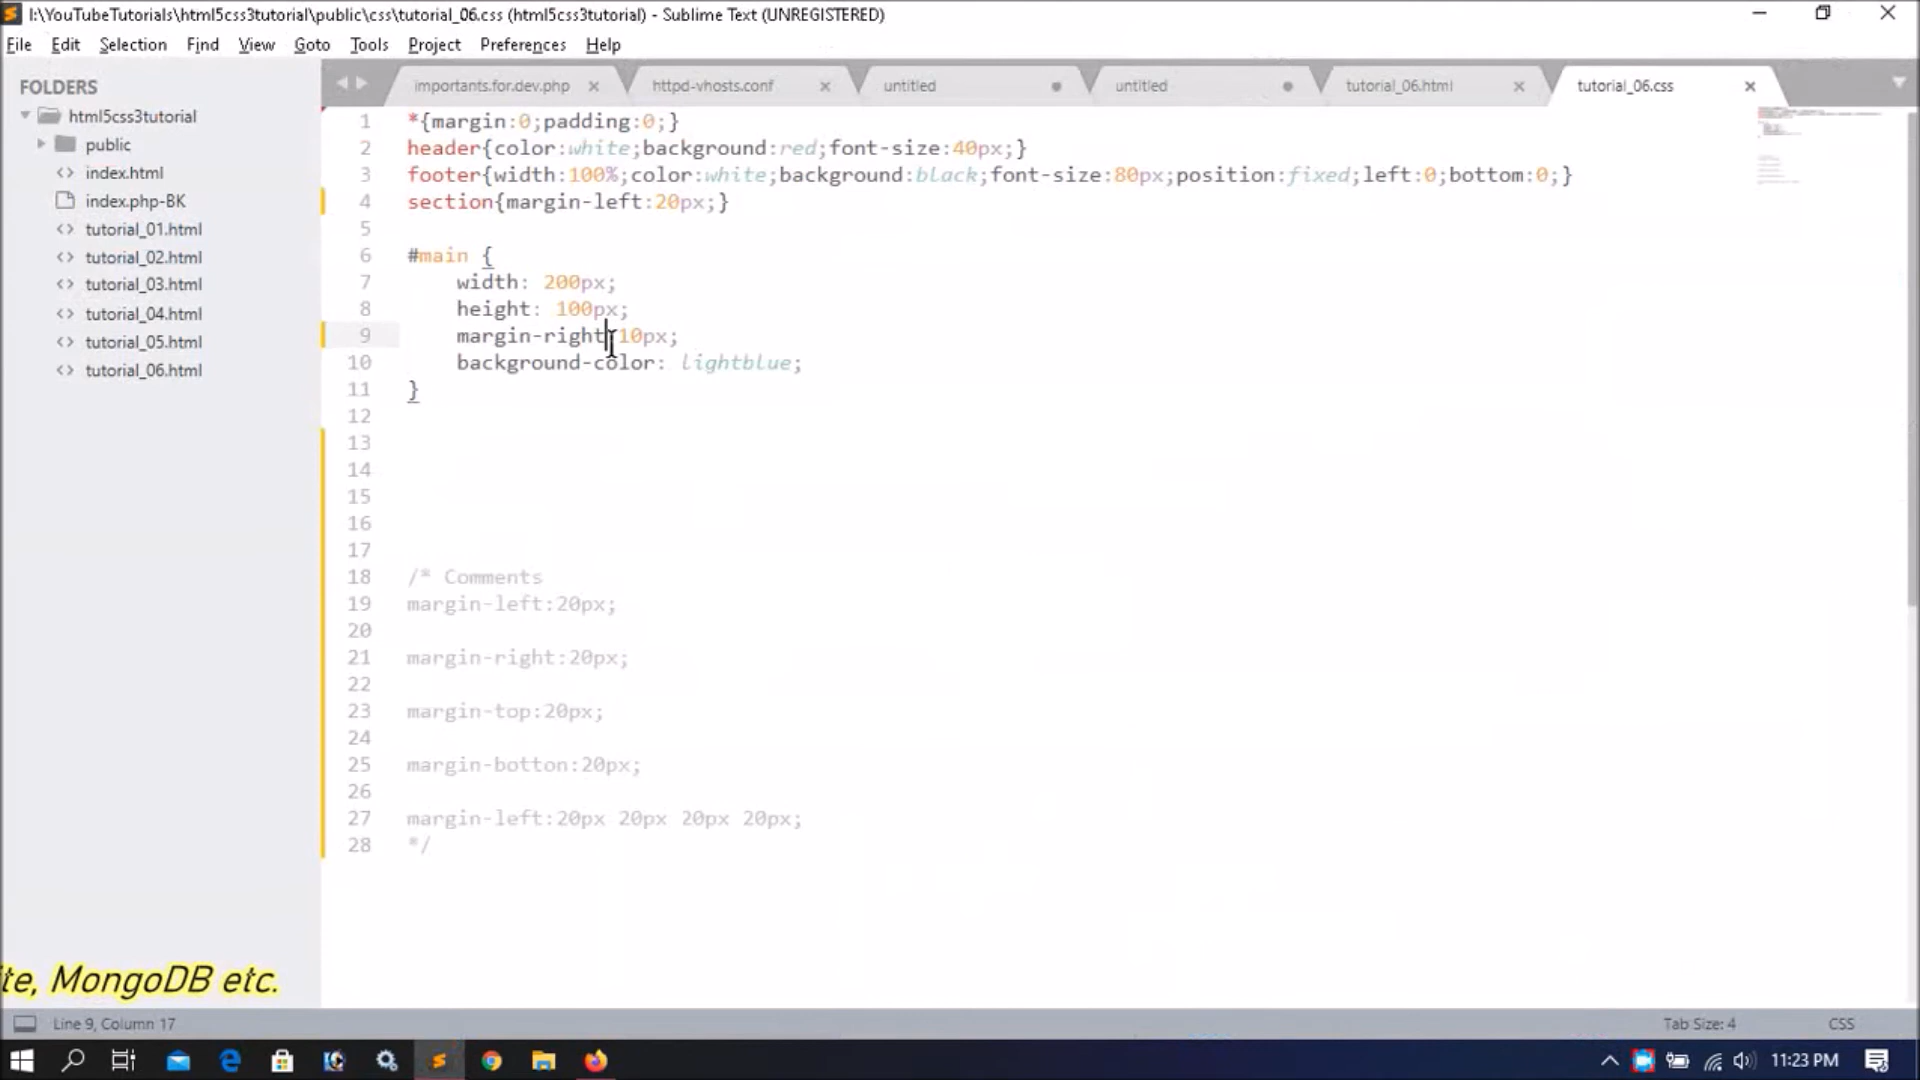 I:\YouTubeTutorials\html5css3tutorial\public\css\tutorial_06.css (html5css3tutorial) - Sublime Text (UNREGISTERED)
File Edit Selection Find View Goto Tools Project Preferences Help
FOLDERS
html5css3tutorial
public
index.html
index.php-BK
tutorial_01.html
tutorial_02.html
tutorial_03.html
tutorial_04.html
tutorial_05.html
tutorial_06.html
importants.for.dev.php httpd-vhosts.conf untitled untitled tutorial_06.html tutorial_06.css
1 *{margin:0;padding:0;}
2 header{color:white;background:red;font-size:40px;}
3 footer{width:100%;color:white;background:black;font-size:80px;position:fixed;left:0;bottom:0;}
4 section{margin-left:20px;}
5
6 #main {
7 width: 200px;
8 height: 100px;
9 margin-right:10px;
10 background-color: lightblue;
11 }
12
13
14
15
16
17
18 /* Comments
19 margin-left:20px;
20
21 margin-right:20px;
22
23 margin-top:20px;
24
25 margin-botton:20px;
26
27 margin-left:20px 20px 20px 20px;
28 */
te, MongoDB etc.
Line 9, Column 17 Tab Size: 4 CSS
11:23 PM